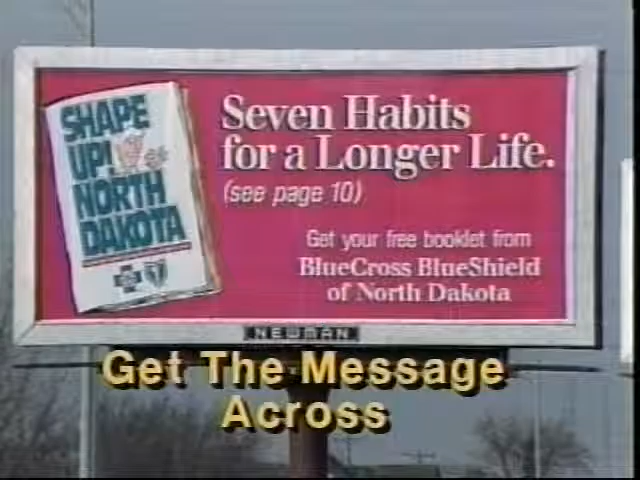 SHAPE
UP!
NORTH
DAKOTA
Seven Habits
for a Longer Life.
(see page 10)
Get your free booklet from
BlueCross BlueShield
of North Dakota
NEWMAN
Get The Message
Across